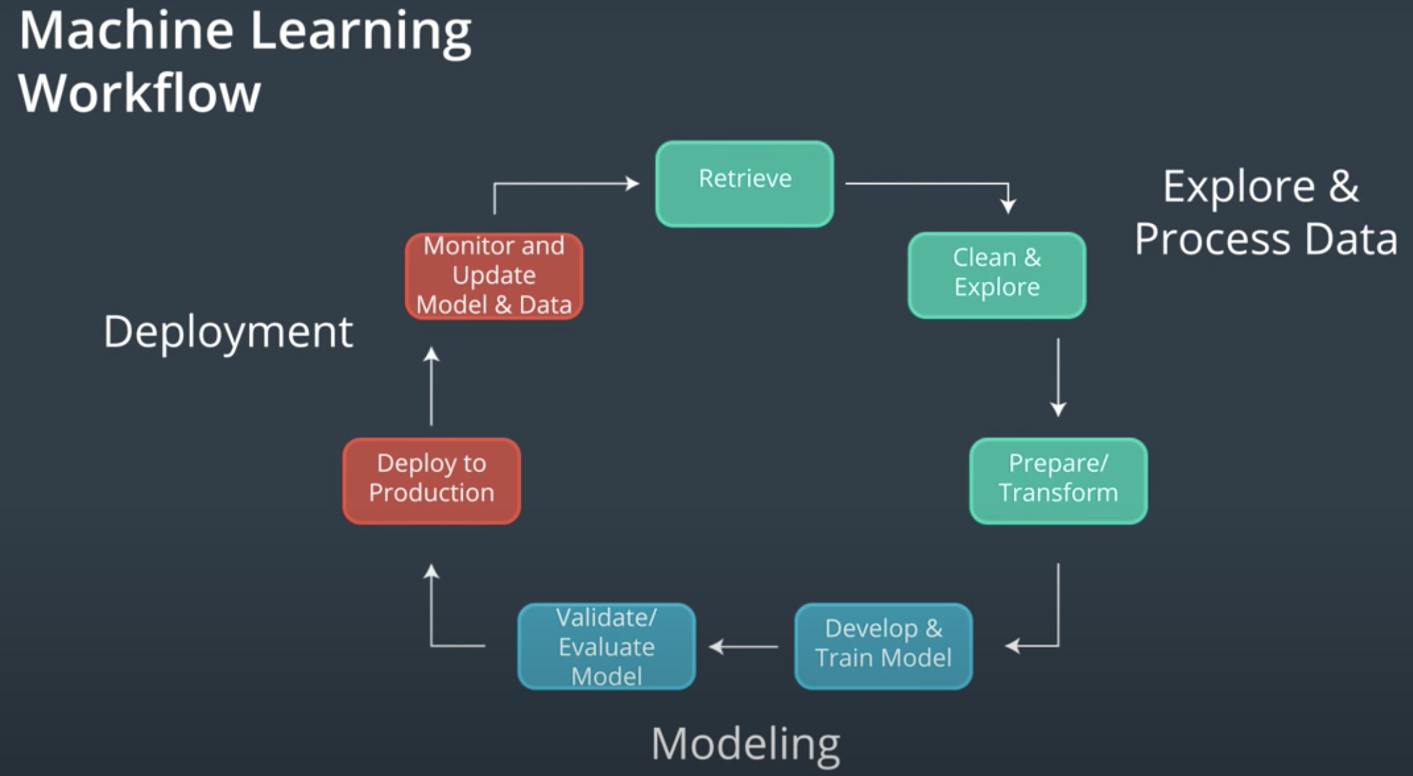 Machine Learning
Workflow
Retrieve
Explore &
Process Data
Clean &
Explore
Prepare/
Transform
Develop &
Train Model
Validate/
Evaluate
Model
Modeling
Deploy to
Production
Deployment
Monitor and
Update
Model & Data